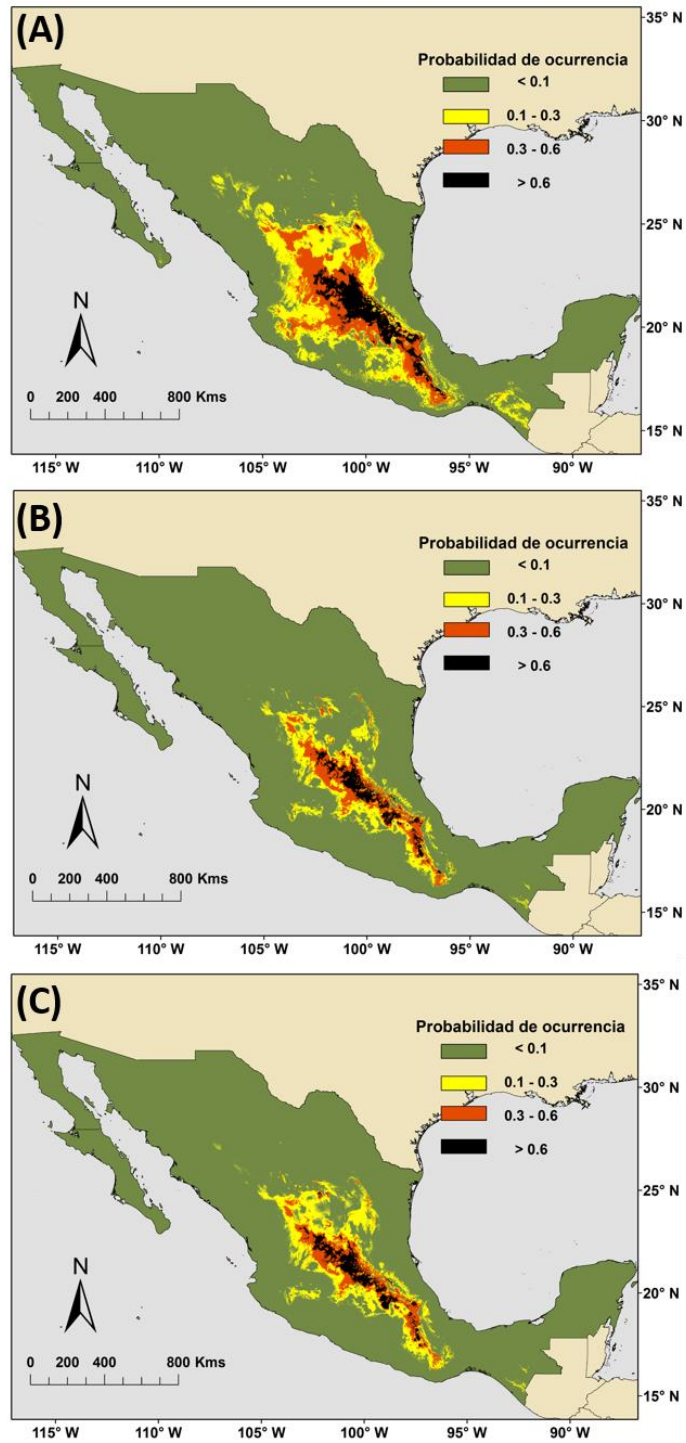 (A)
35° N
Probabilidad de ocurrencia
< 0.1
0.1 - 0.3
0.3 - 0.6
> 0.6
30° N
25° N
N
20° N
0 200 400 800 Kms
15° N
115° W 110° W 105° W 100° W 95° W 90° W
(B)
35° N
Probabilidad de ocurrencia
< 0.1
0.1 - 0.3
0.3 - 0.6
> 0.6
30° N
25° N
N
20° N
0 200 400 800 Kms
15° N
115° W 110° W 105° W 100° W 95° W 90° W
(C)
35° N
Probabilidad de ocurrencia
< 0.1
0.1 - 0.3
0.3 - 0.6
> 0.6
30° N
25° N
N
20° N
0 200 400 800 Kms
15° N
115° W 110° W 105° W 100° W 95° W 90° W